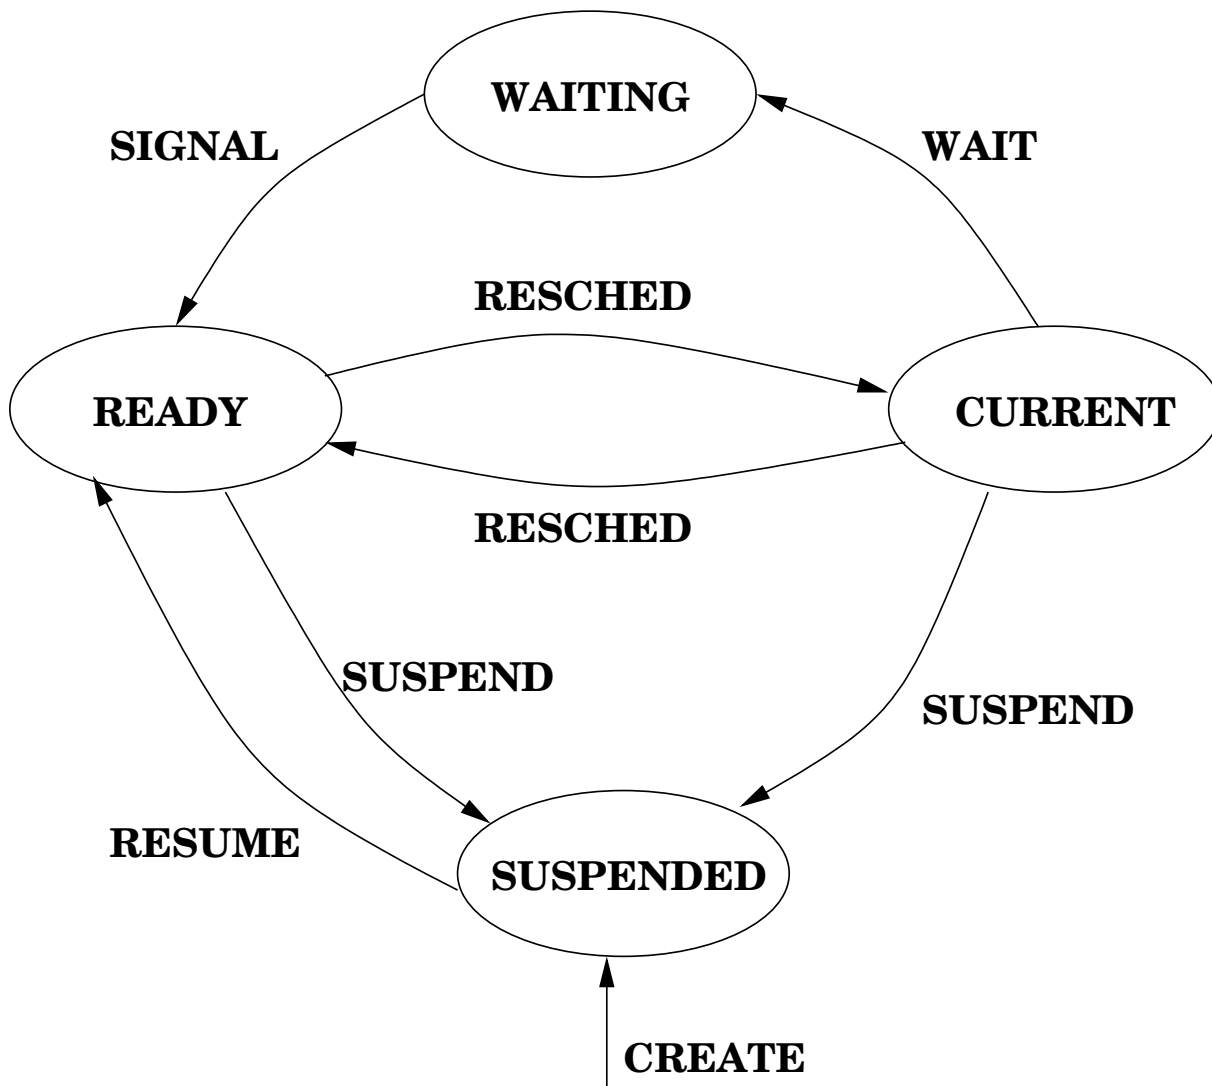 WAITING
SIGNAL
WAIT
RESCHED
READY
CURRENT
RESCHED
SUSPEND
SUSPEND
RESUME
SUSPENDED
CREATE